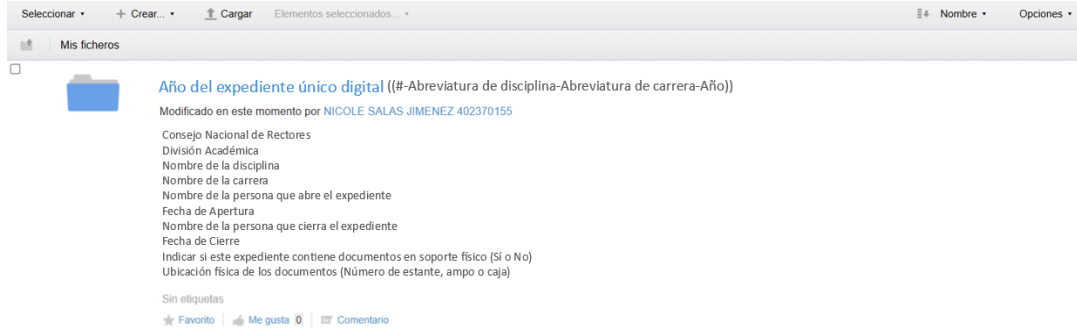 Seleccionar Crear... Cargar Elementos seleccionados... Nombre Opciones
Mis ficheros
Año del expediente único digital ((#-Abreviatura de disciplina-Abreviatura de carrera-Año))
Modificado en este momento por NICOLE SALAS JIMENEZ 402370155
Consejo Nacional de Rectores
División Académica
Nombre de la disciplina
Nombre de la carrera
Nombre de la persona que abre el expediente
Fecha de Apertura
Nombre de la persona que cierra el expediente
Fecha de Cierre
Indicar si este expediente contiene documentos en soporte físico (Sí o No)
Ubicación física de los documentos (Número de estante, ampo o caja)
Sin etiquetas
Favorito Me gusta 0 Comentario